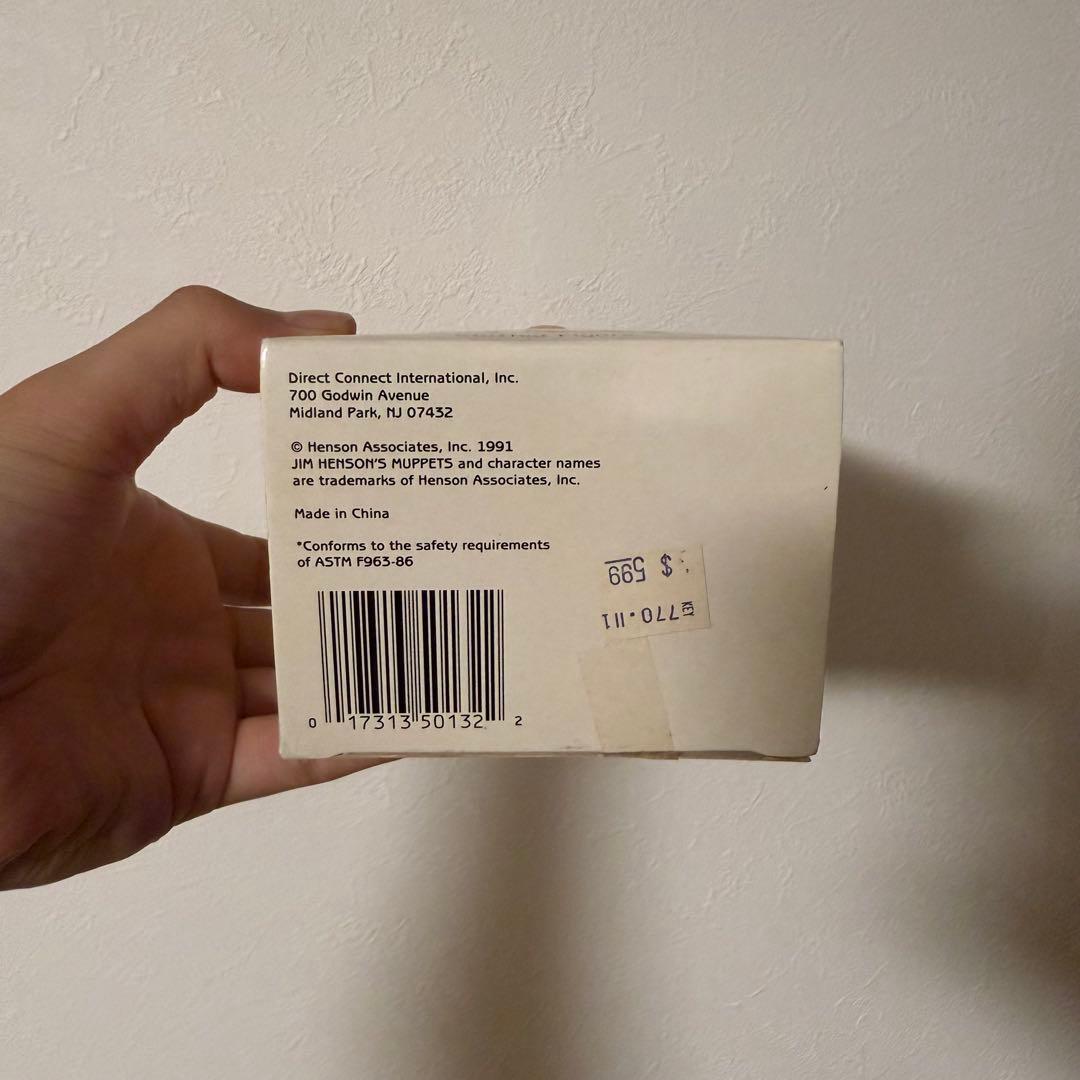 Direct Connect International, Inc.
700 Godwin Avenue
Midland Park, NJ 07432
© Henson Associates, Inc. 1991
JIM HENSON'S MUPPETS and character names
are trademarks of Henson Associates, Inc.
Made in China
*Conforms to the safety requirements
of ASTM F963-86
0 17313 50132 2
KEY 770.111
$ 5.99